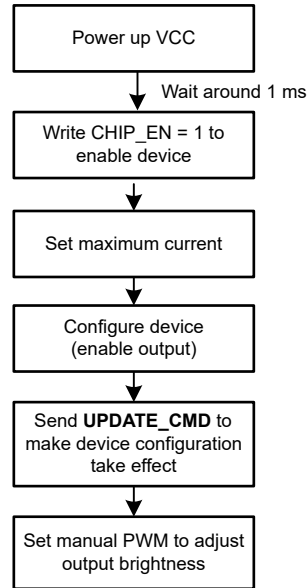 Power up VCC
Wait around 1 ms
Write CHIP_EN = 1 to
enable device
Set maximum current
Configure device
(enable output)
Send UPDATE_CMD to
make device configuration
take effect
Set manual PWM to adjust
output brightness